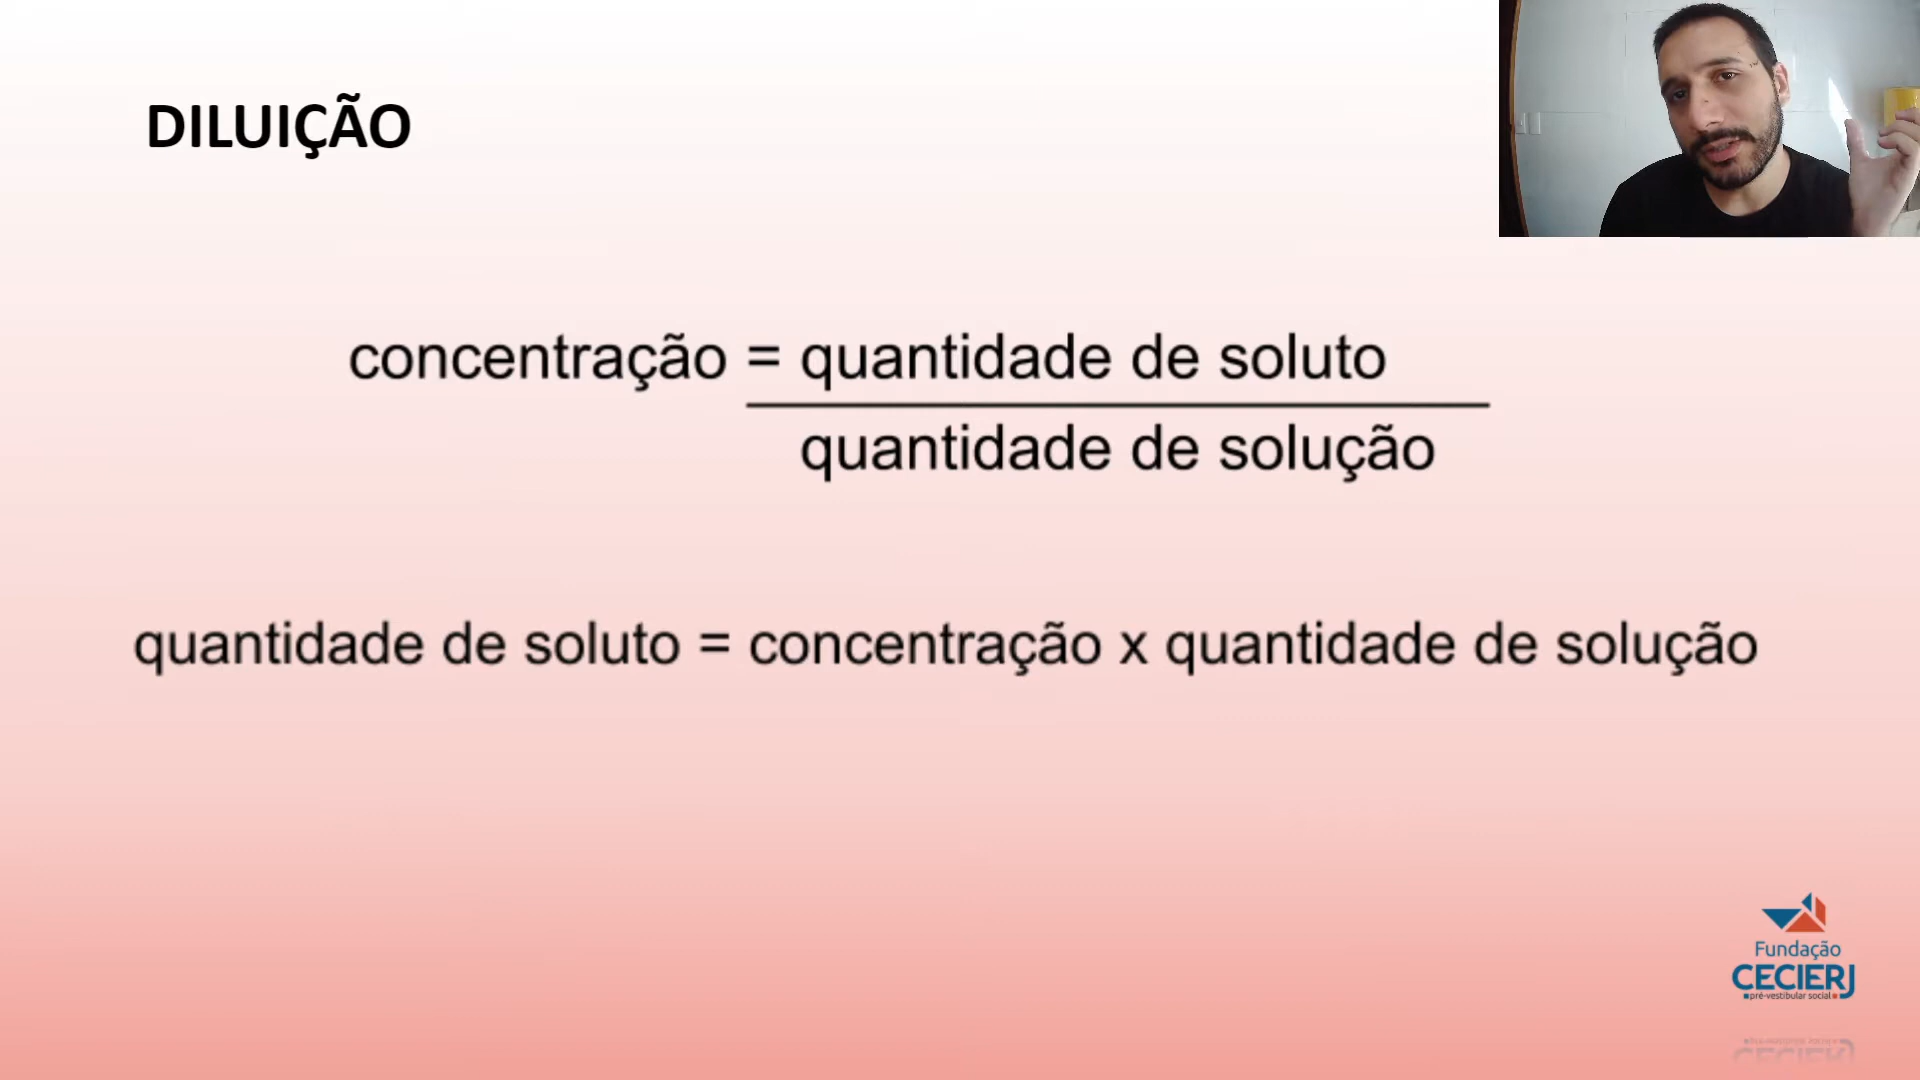 DILUIÇÃO
concentração = quantidade de soluto
quantidade de solução
quantidade de soluto = concentração x quantidade de solução
Fundação
CECIERJ
pré-vestibular social